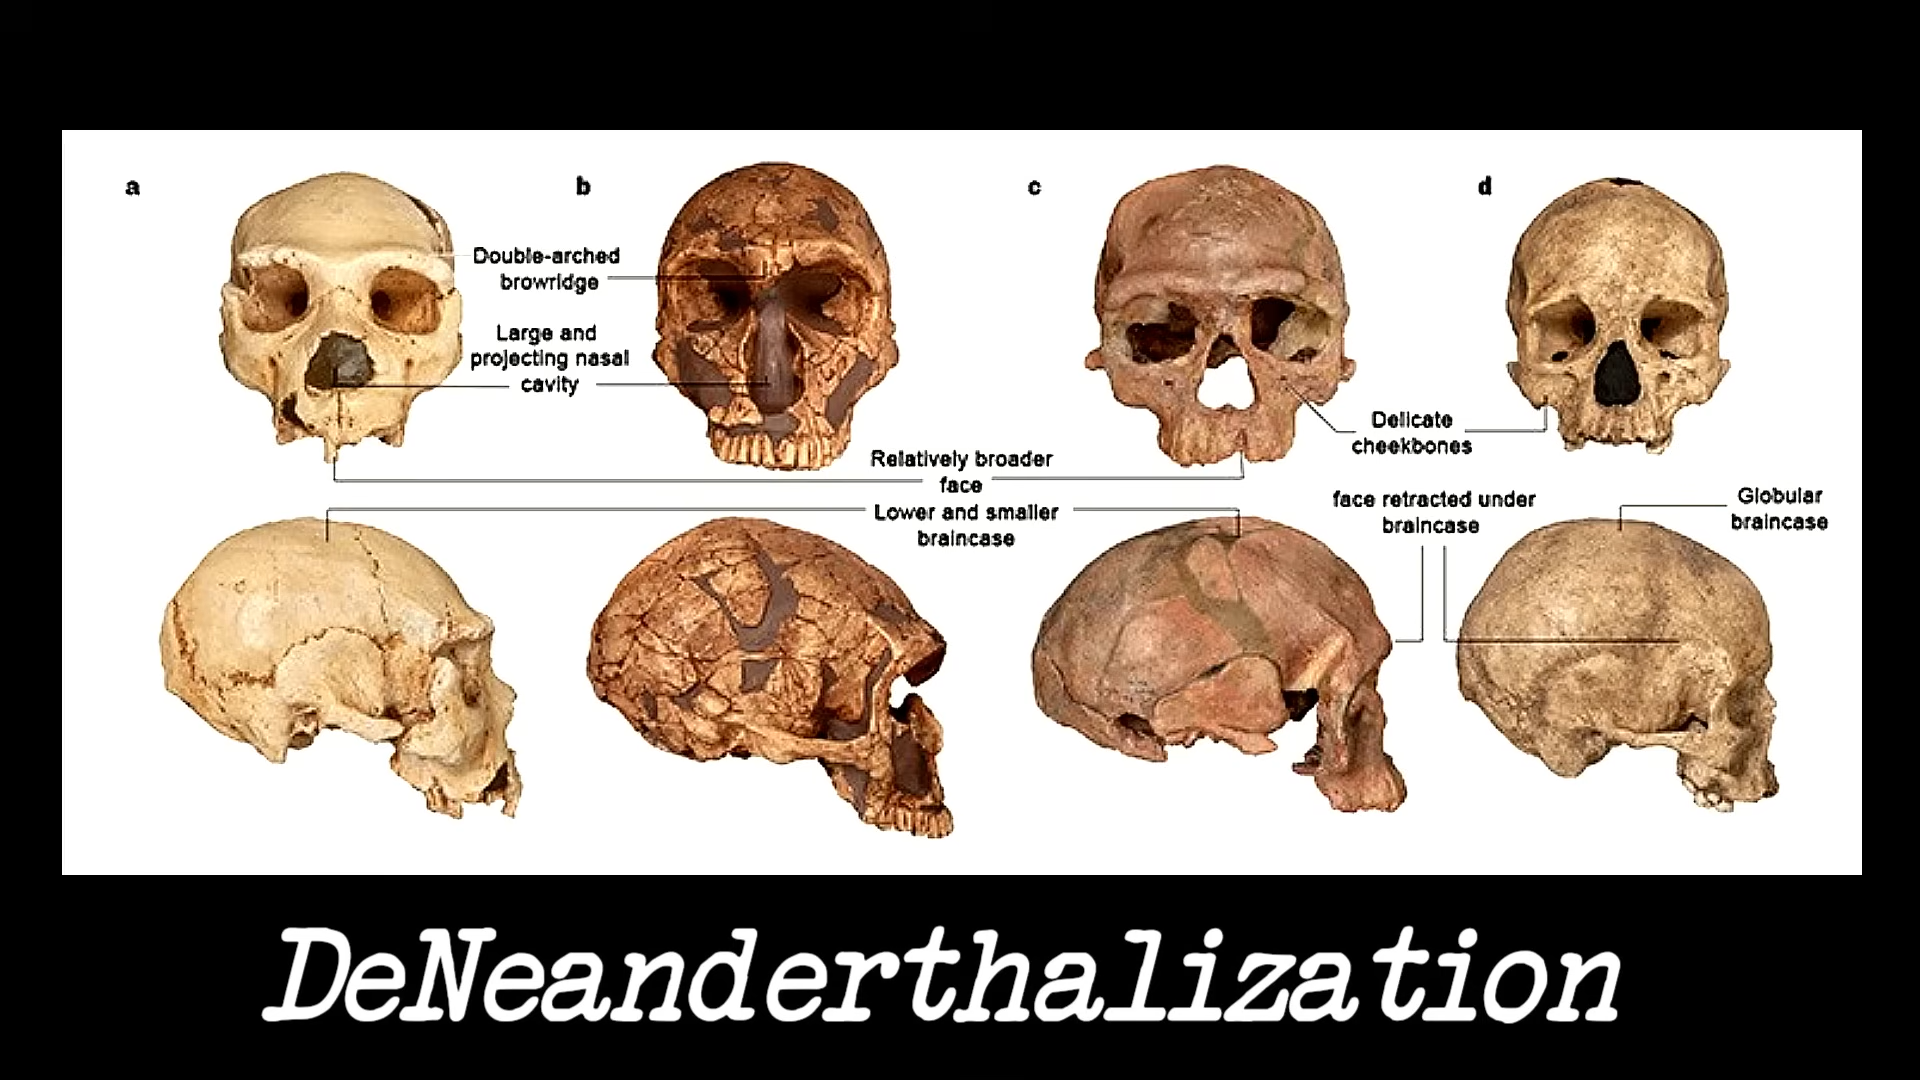 a
b
c
d
Double-arched
browridge
Large and
projecting nasal
cavity
Delicate
cheekbones
Relatively broader
face
Lower and smaller
braincase
face retracted under
braincase
Globular
braincase
DeNeanderthalization